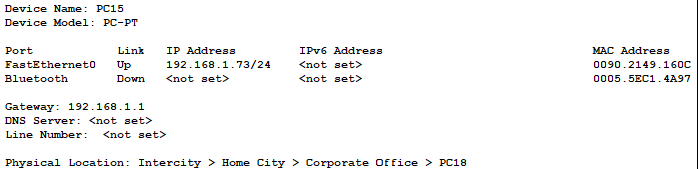 Device Name: PC15
Device Model: PC-PT
Port Link IP Address IPv6 Address MAC Address
FastEthernet0 Up 192.168.1.73/24 <not set> 0090.2149.160C
Bluetooth Down <not set> <not set> 0005.5EC1.4A97
Gateway: 192.168.1.1
DNS Server: <not set>
Line Number: <not set>
Physical Location: Intercity > Home City > Corporate Office > PC18